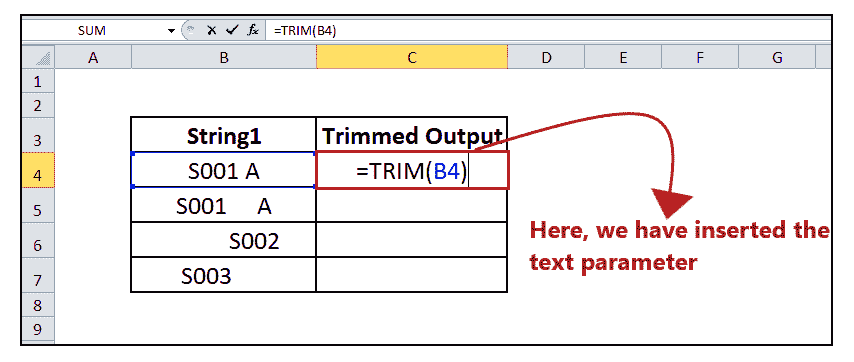 SUM fx =TRIM(B4)
A B C D E F G
1
2
3 String1 Trimmed Output
4 S001 A =TRIM(B4)
5 S001     A
6 S002
7 S003
8
9
Here, we have inserted the
text parameter